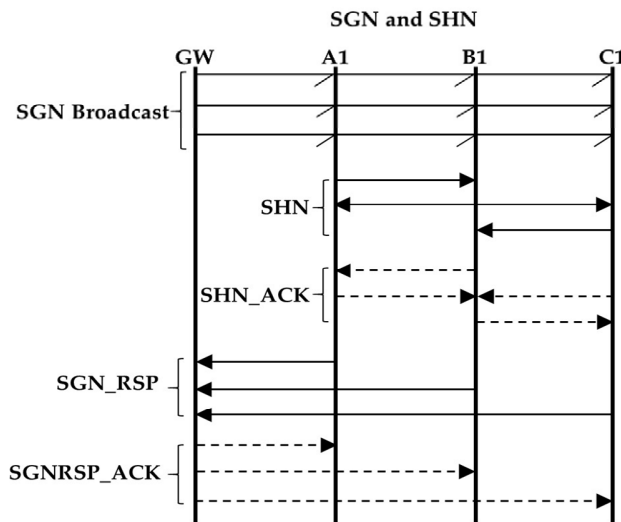 SGN and SHN
GW A1 B1 C1
SGN Broadcast
SHN
SHN_ACK
SGN_RSP
SGNRSP_ACK